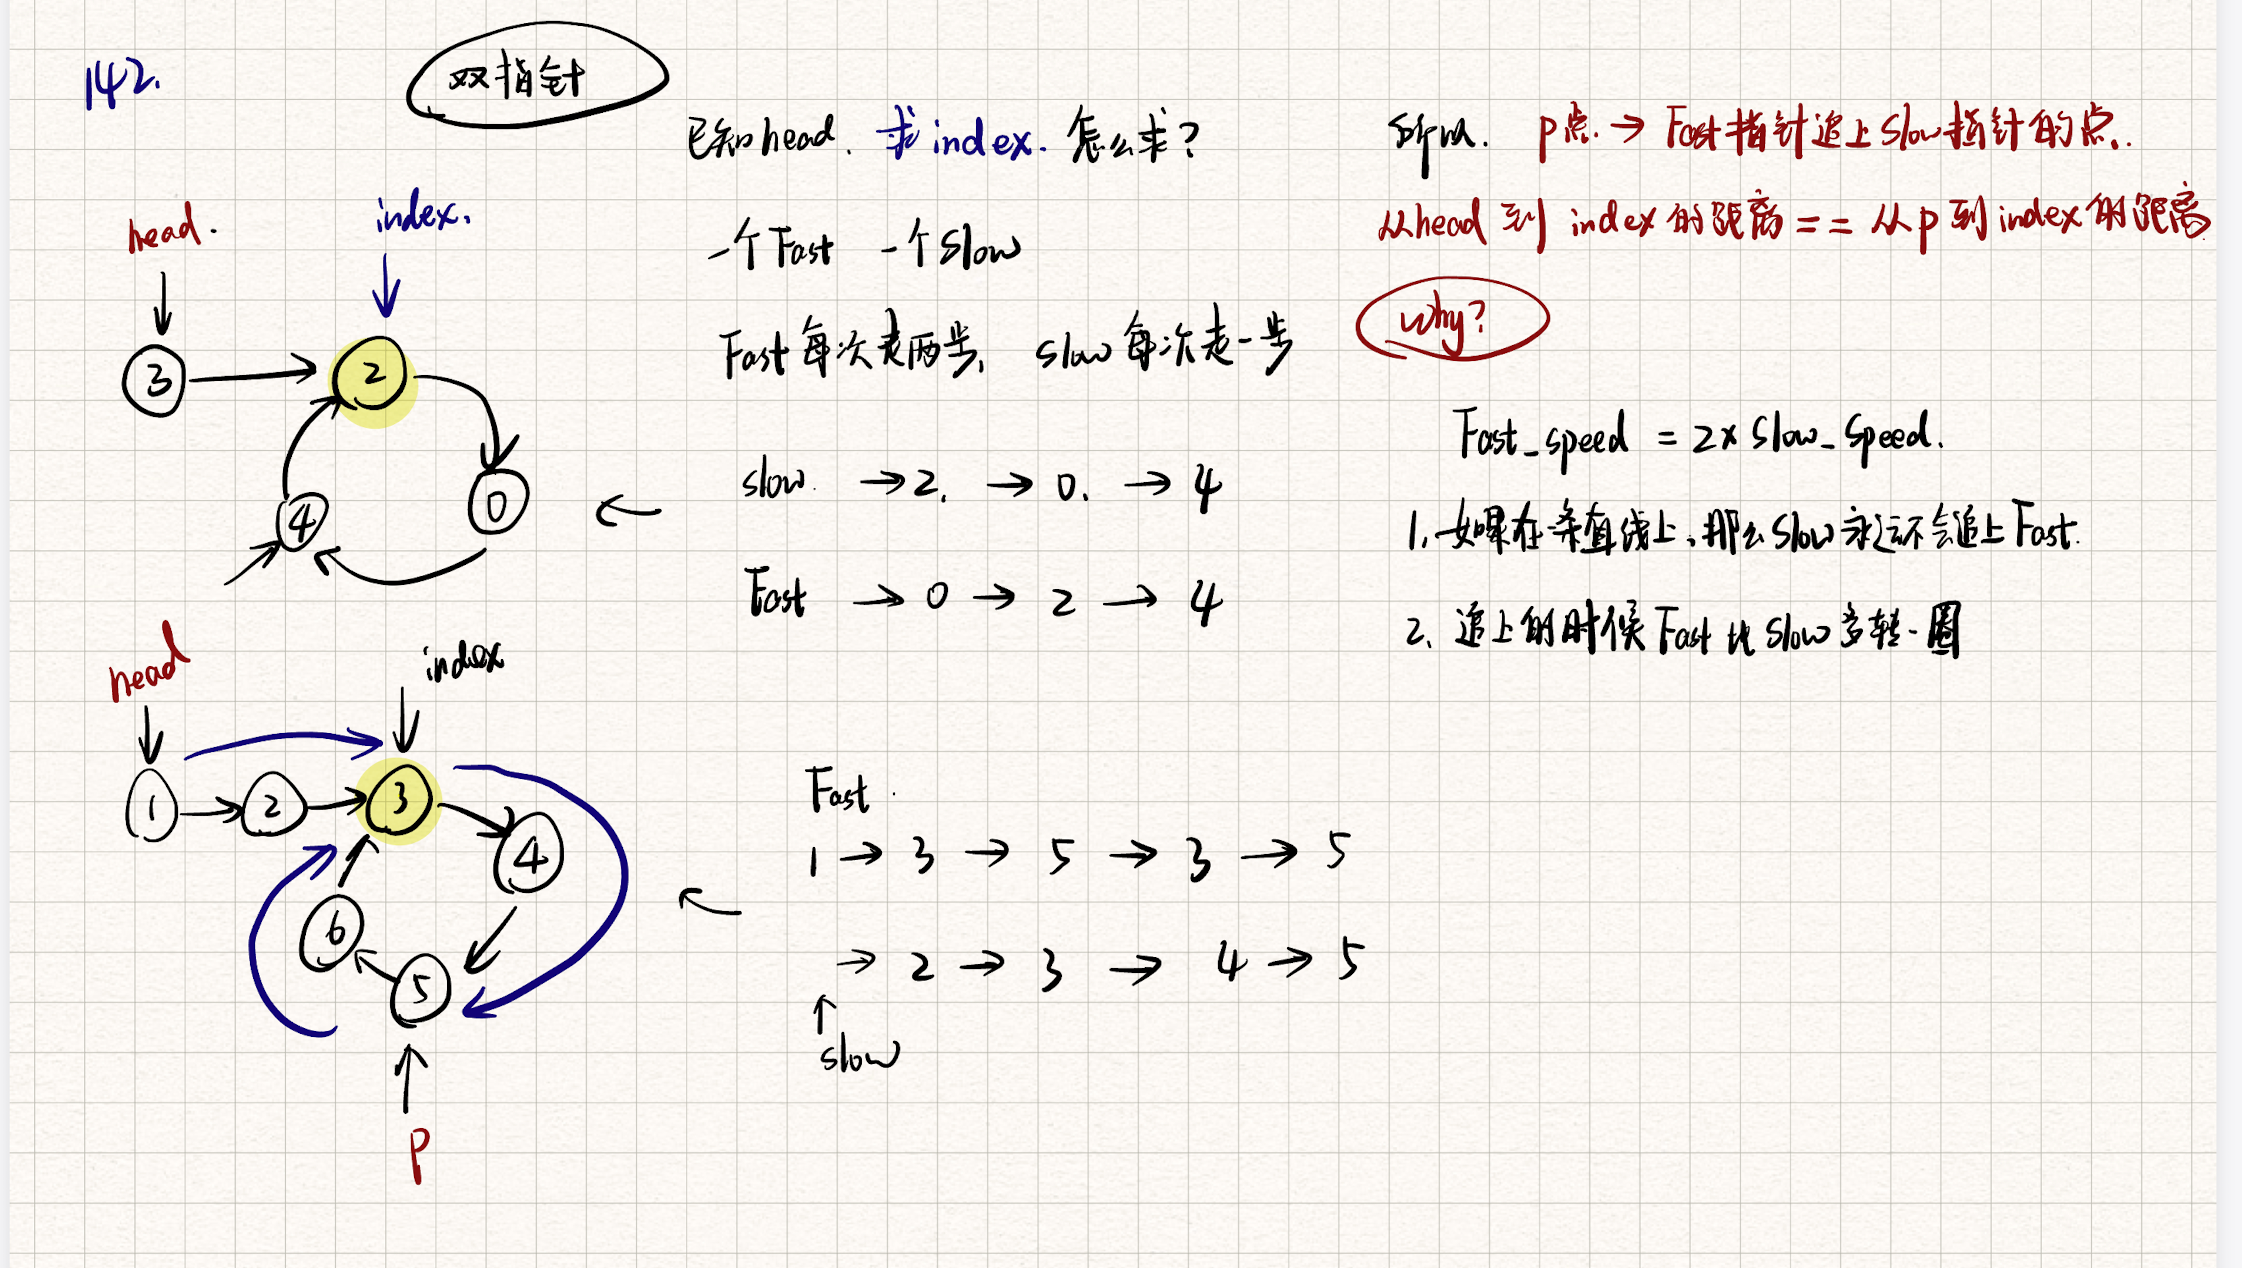 142.
双指针
已知head. 求index. 怎么求?
一个Fast 一个Slow
Fast每次走两步, slow每次走一步
head.
index.
3
2
0
4
slow. →2. →0. →4
Fast →0 →2 →4
head
index
1
2
3
4
5
6
P
Fast.
1→3→5→3→5
→2→3→4→5
slow
所以. P点.→Fast指针追上Slow指针的点.
从head到index的距离==从P到index的距离
why?
Fast_speed = 2x Slow_Speed.
1. 如果在一条直线上,那么Slow永远不会追上Fast.
2. 追上的时候Fast比Slow多转一圈